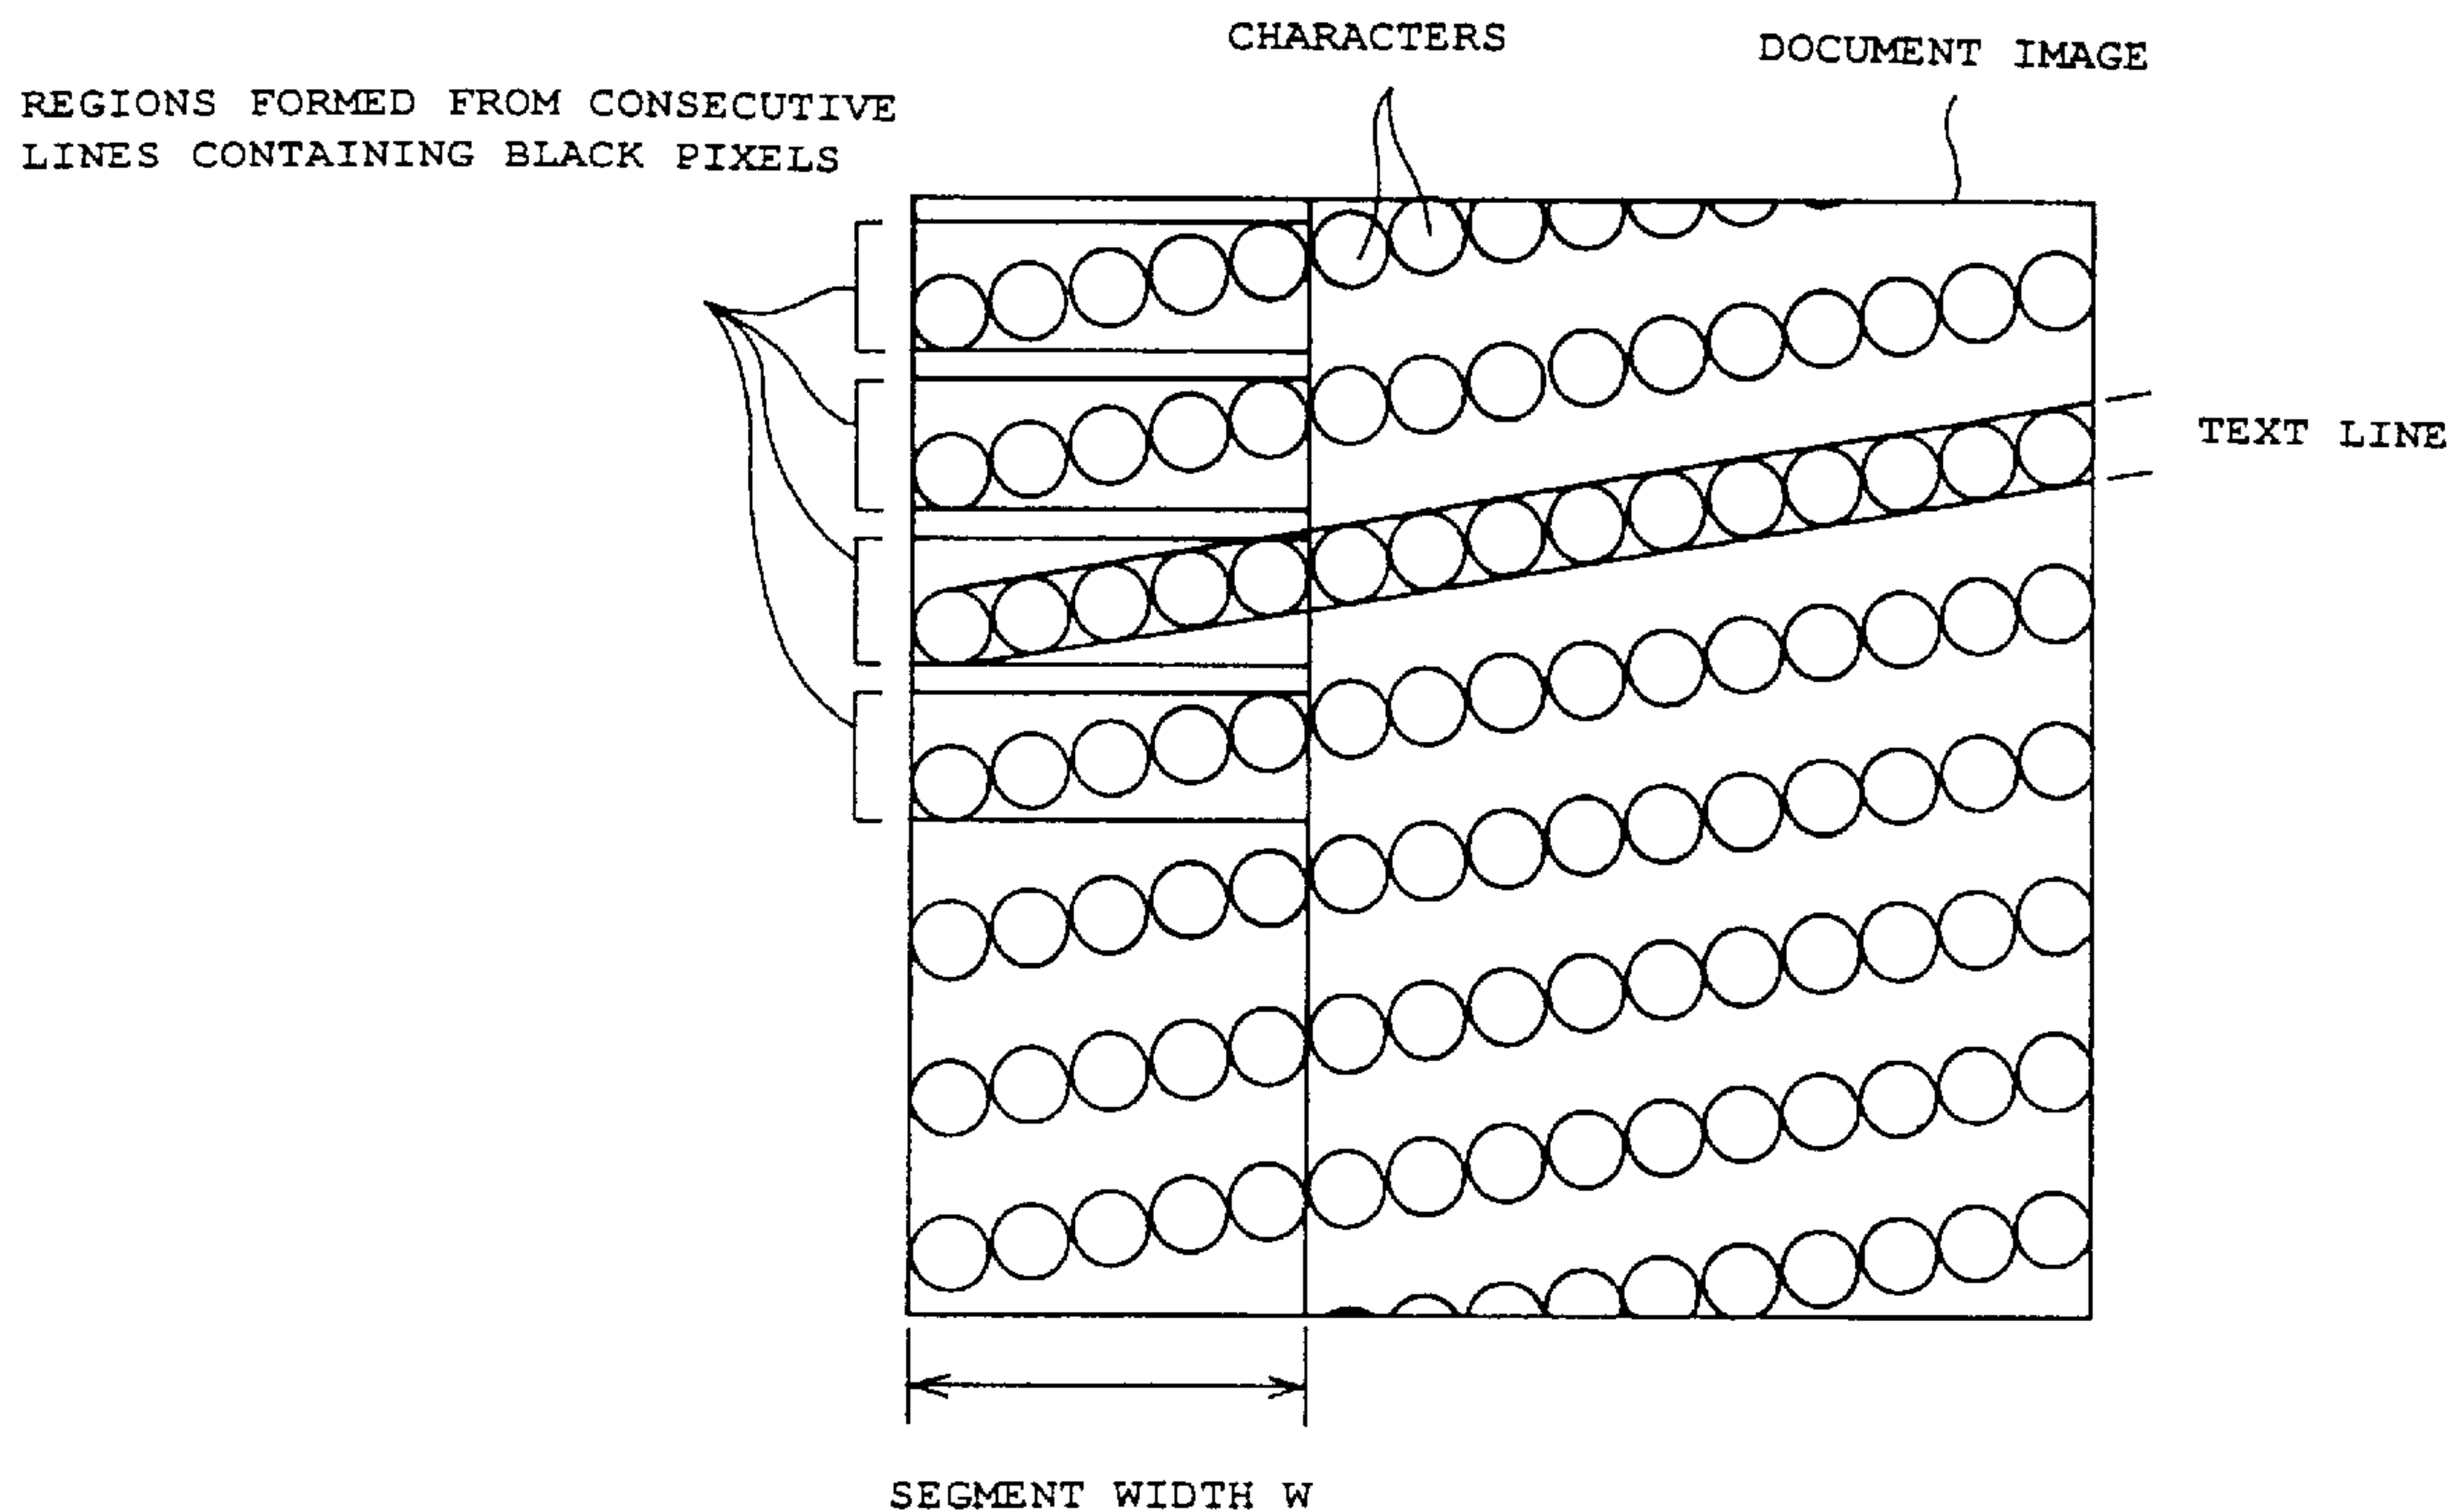 CHARACTERS
DOCUMENT IMAGE
REGIONS FORMED FROM CONSECUTIVE
LINES CONTAINING BLACK PIXELS
TEXT LINE
SEGMENT WIDTH W